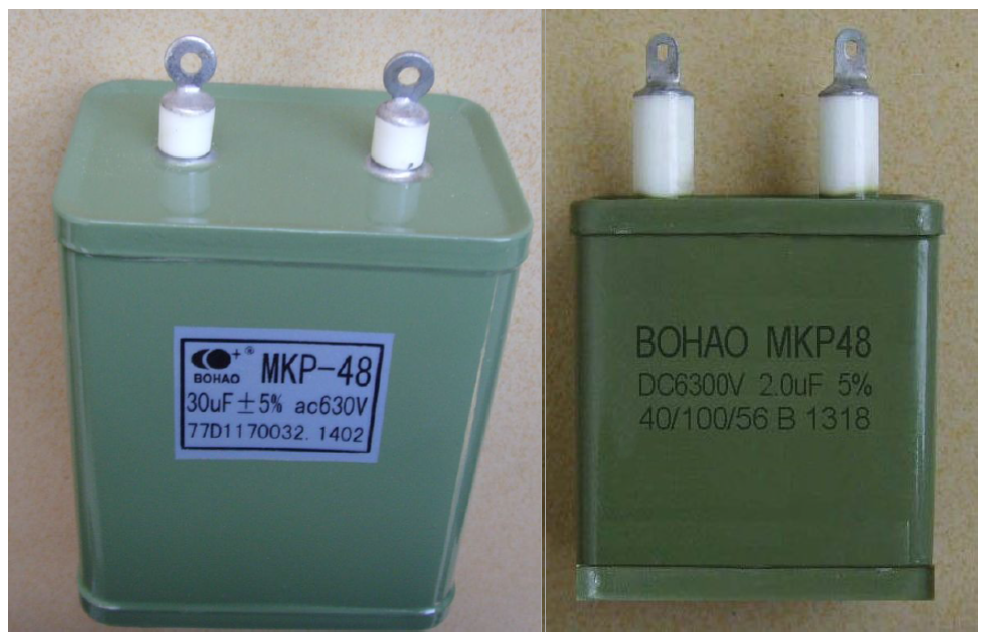 BOHAO
MKP-48
30uF±5% ac630V
77D1170032. 1402
BOHAO MKP48
DC6300V 2.0uF 5%
40/100/56 B 1318